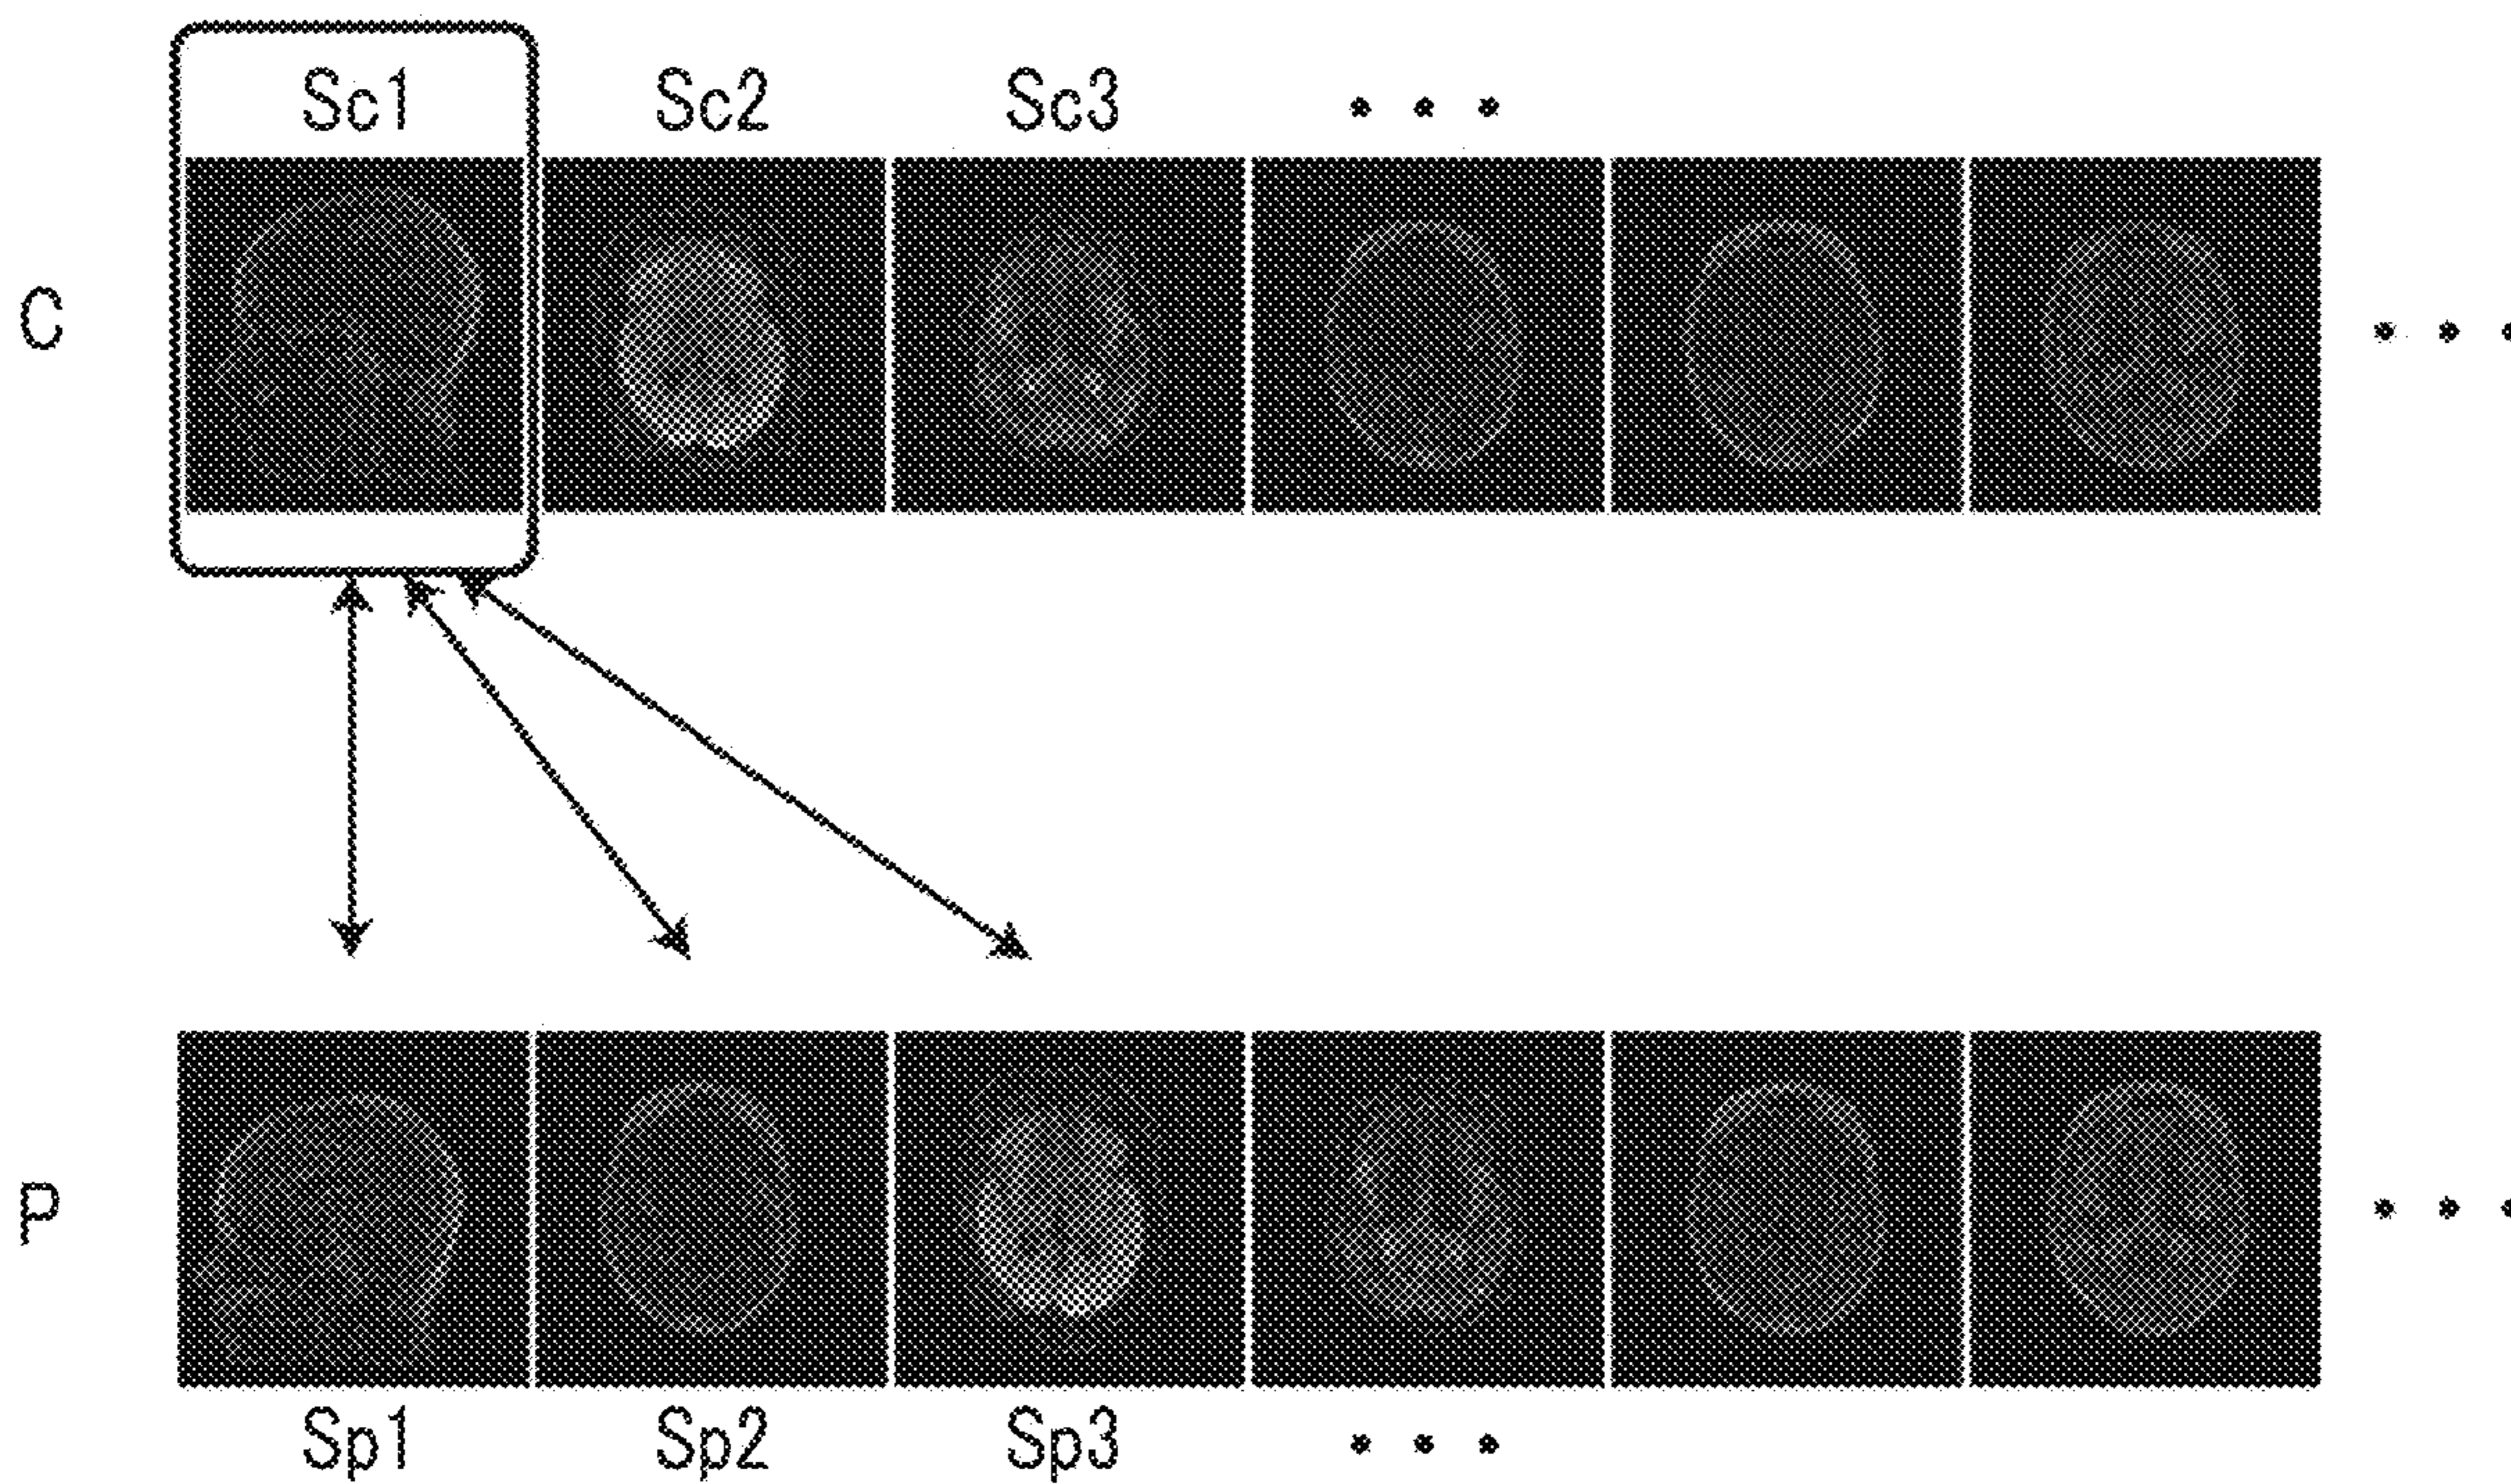 Sc1 Sc2 Sc3 • • •
C • • •
P • • •
Sp1 Sp2 Sp3 • • •